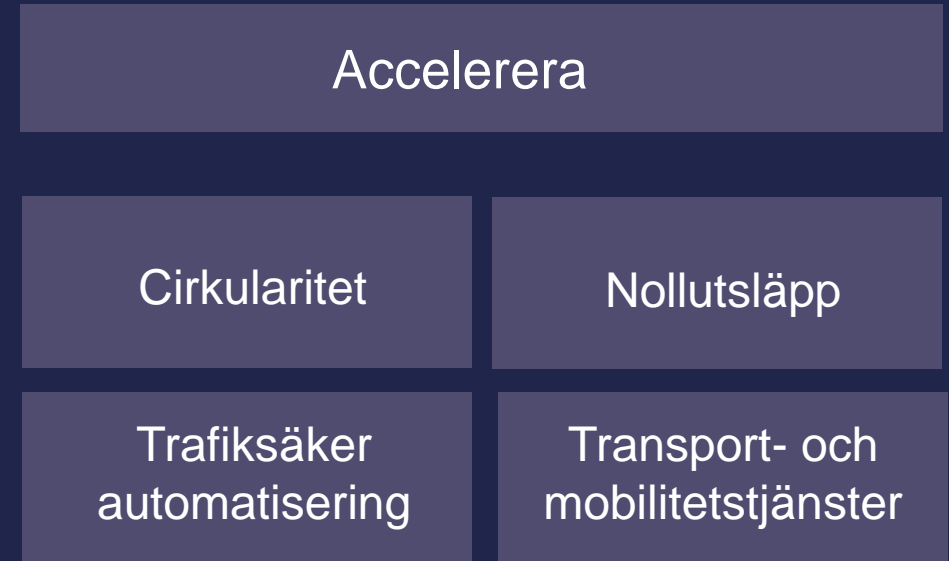 Accelerera
Cirkularitet
Nollutsläpp
Trafiksäker
automatisering
Transport- och
mobilitetstjänster